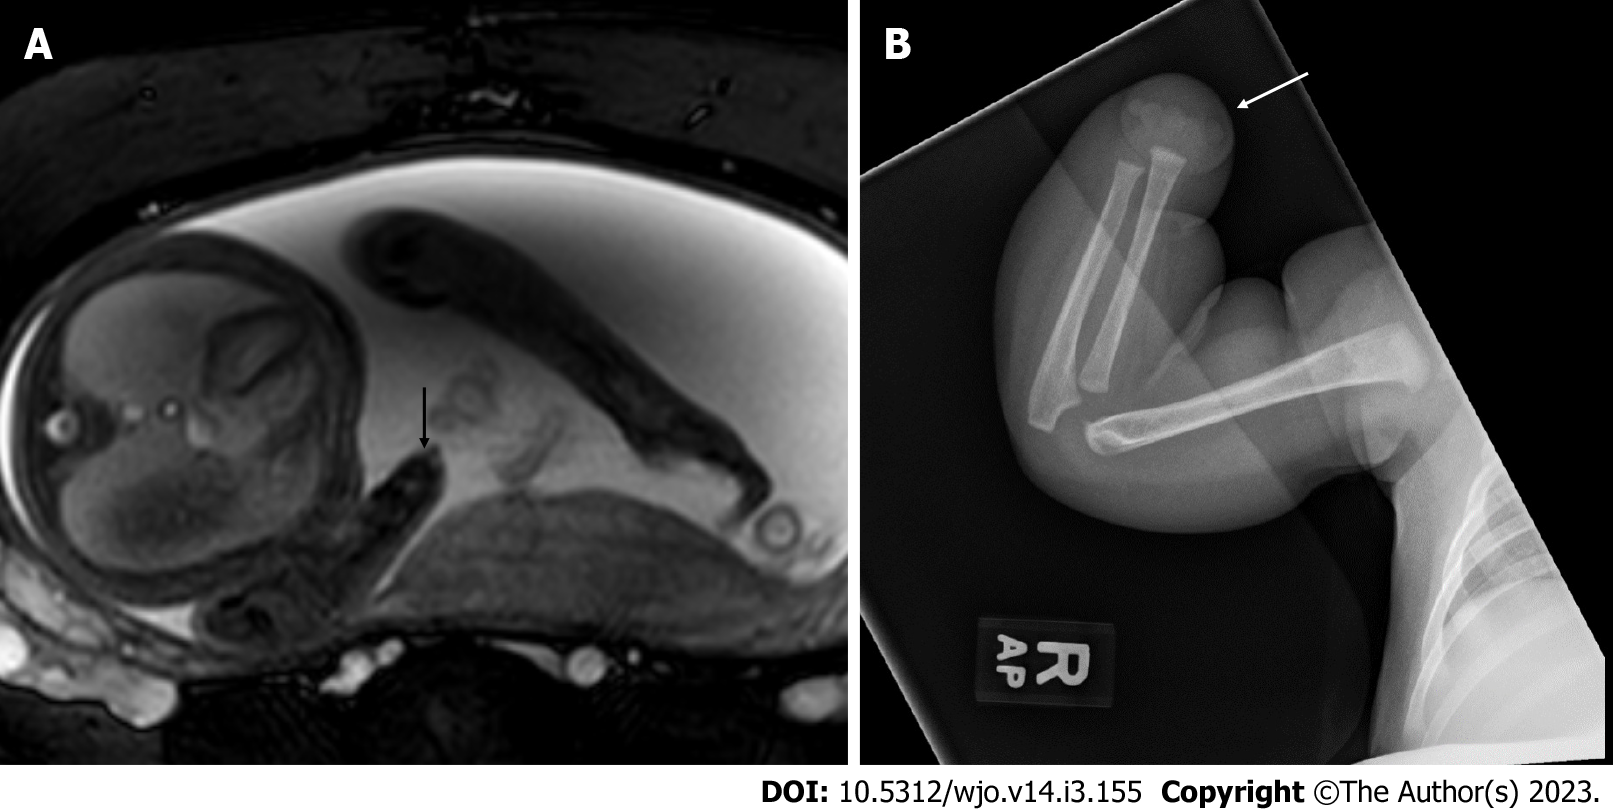 A
B
R
AP
DOI: 10.5312/wjo.v14.i3.155 Copyright ©The Author(s) 2023.